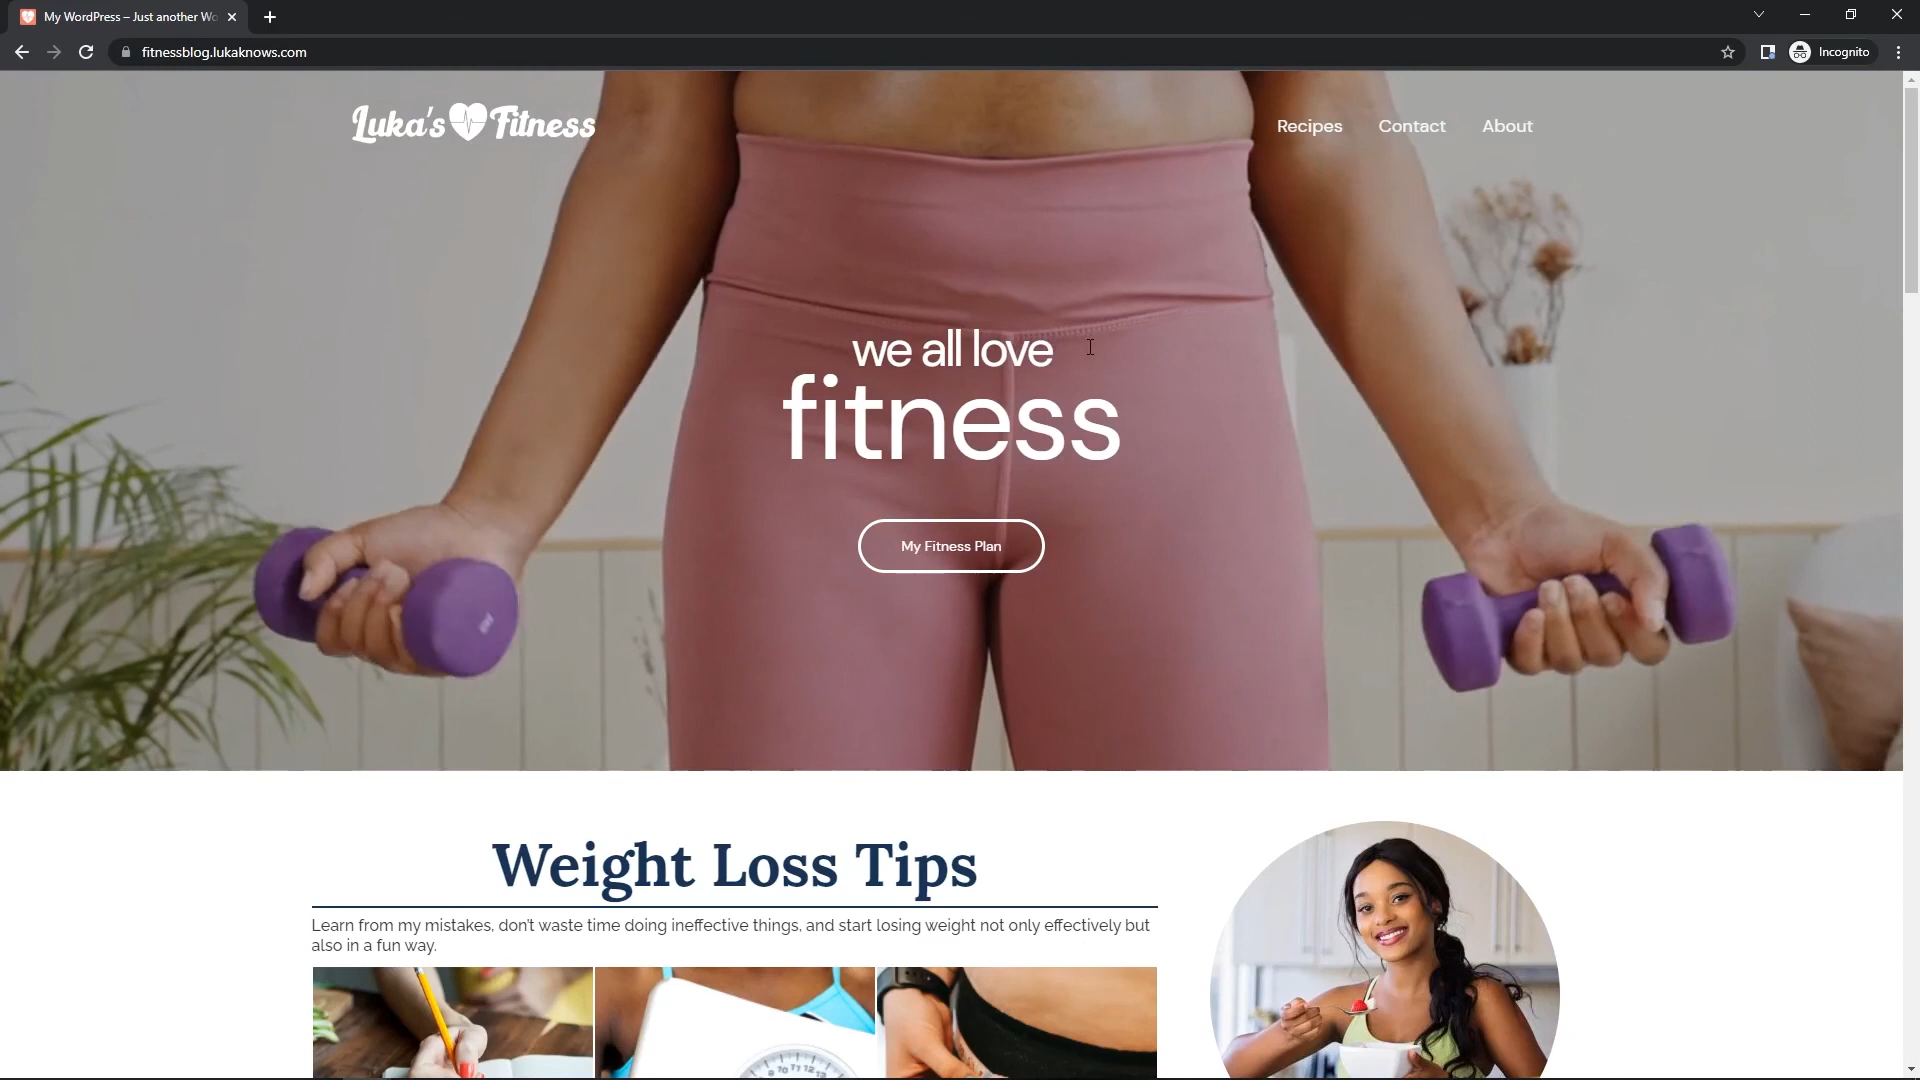 My WordPress – Just another Wo
fitnessblog.lukaknows.com
Incognito
Luka's Fitness
Recipes Contact About
we all love
fitness
My Fitness Plan
Weight Loss Tips
Learn from my mistakes, don't waste time doing ineffective things, and start losing weight not only effectively but
also in a fun way.